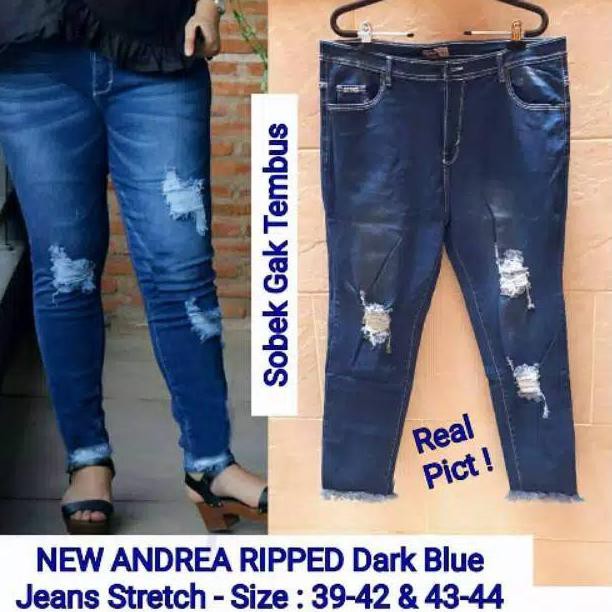 Sobek Gak Tembus
Real
Pict !
NEW ANDREA RIPPED Dark Blue
Jeans Stretch - Size : 39-42 & 43-44